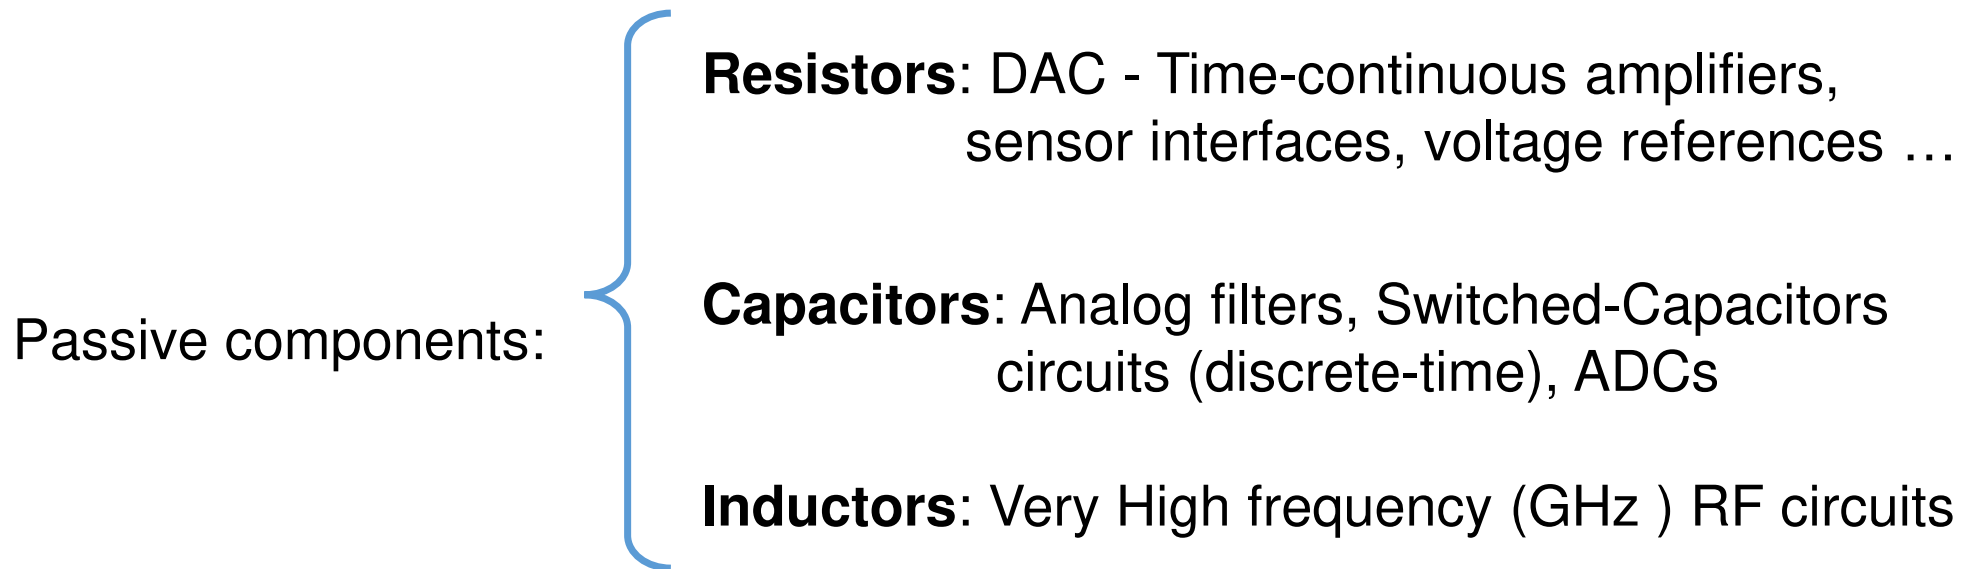 Passive components:
Resistors: DAC - Time-continuous amplifiers,
sensor interfaces, voltage references …
Capacitors: Analog filters, Switched-Capacitors
circuits (discrete-time), ADCs
Inductors: Very High frequency (GHz ) RF circuits